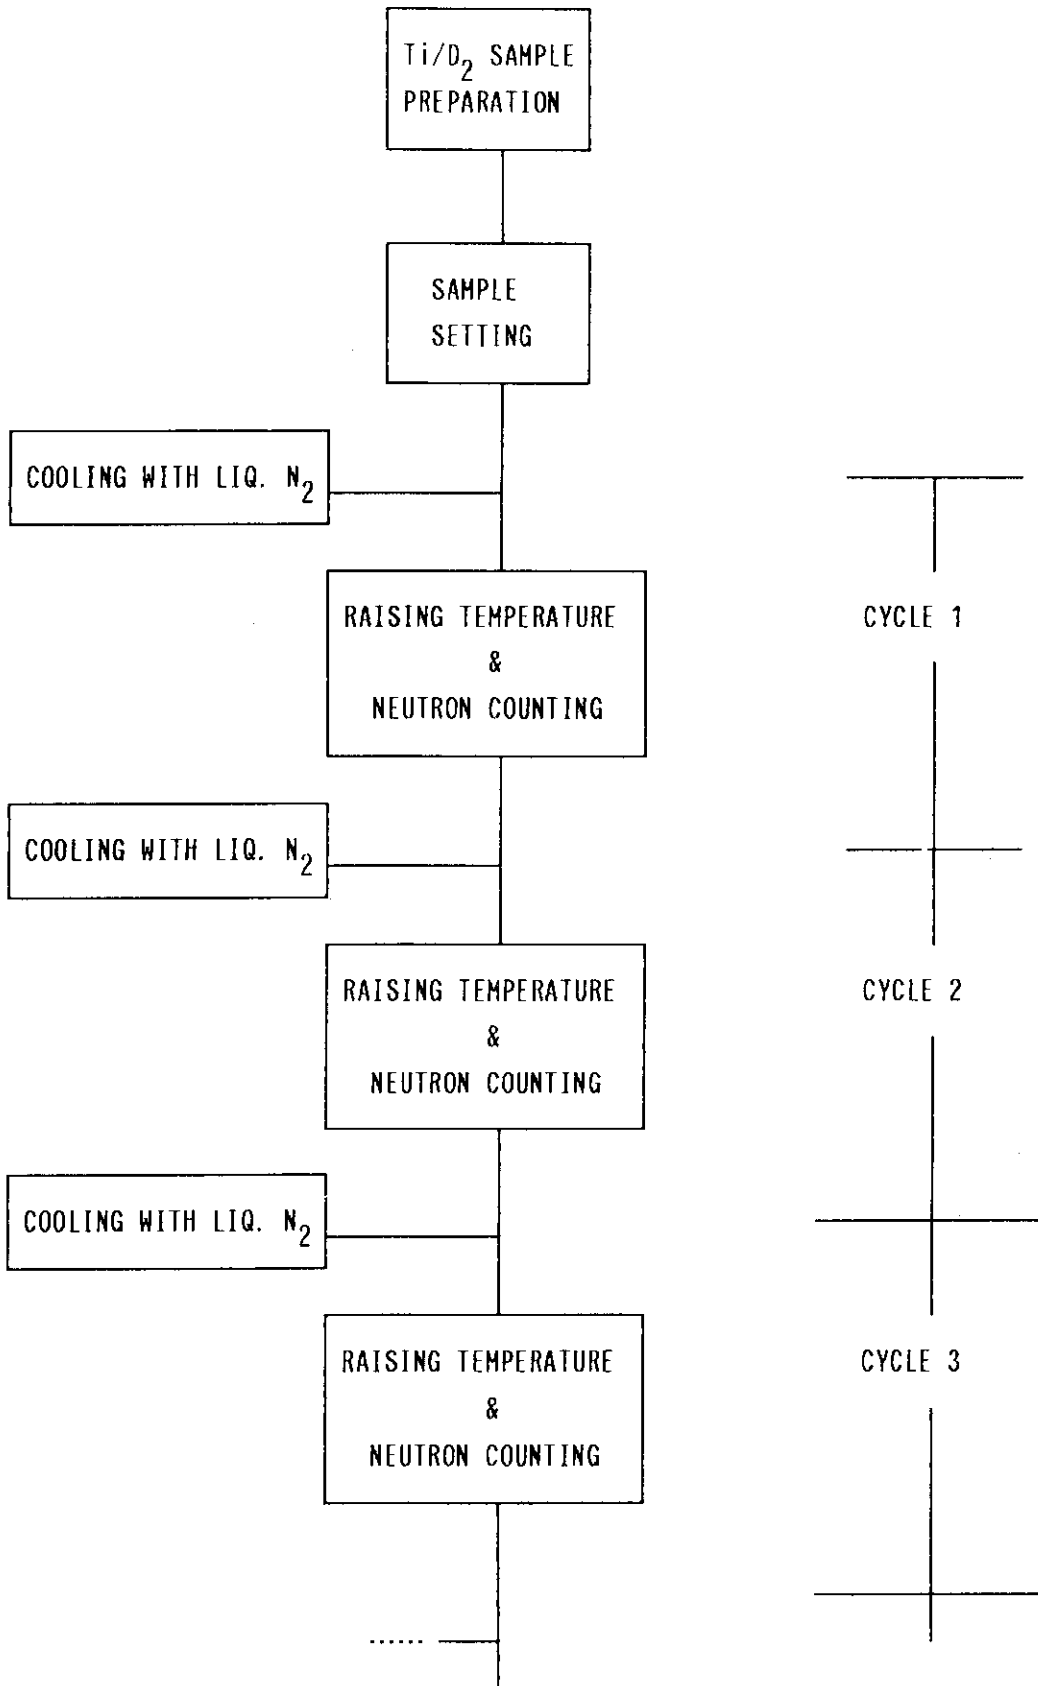 Ti/D₂ SAMPLE
PREPARATION
SAMPLE
SETTING
COOLING WITH LIQ. N₂
RAISING TEMPERATURE
&
NEUTRON COUNTING
CYCLE 1
COOLING WITH LIQ. N₂
RAISING TEMPERATURE
&
NEUTRON COUNTING
CYCLE 2
COOLING WITH LIQ. N₂
RAISING TEMPERATURE
&
NEUTRON COUNTING
CYCLE 3
......